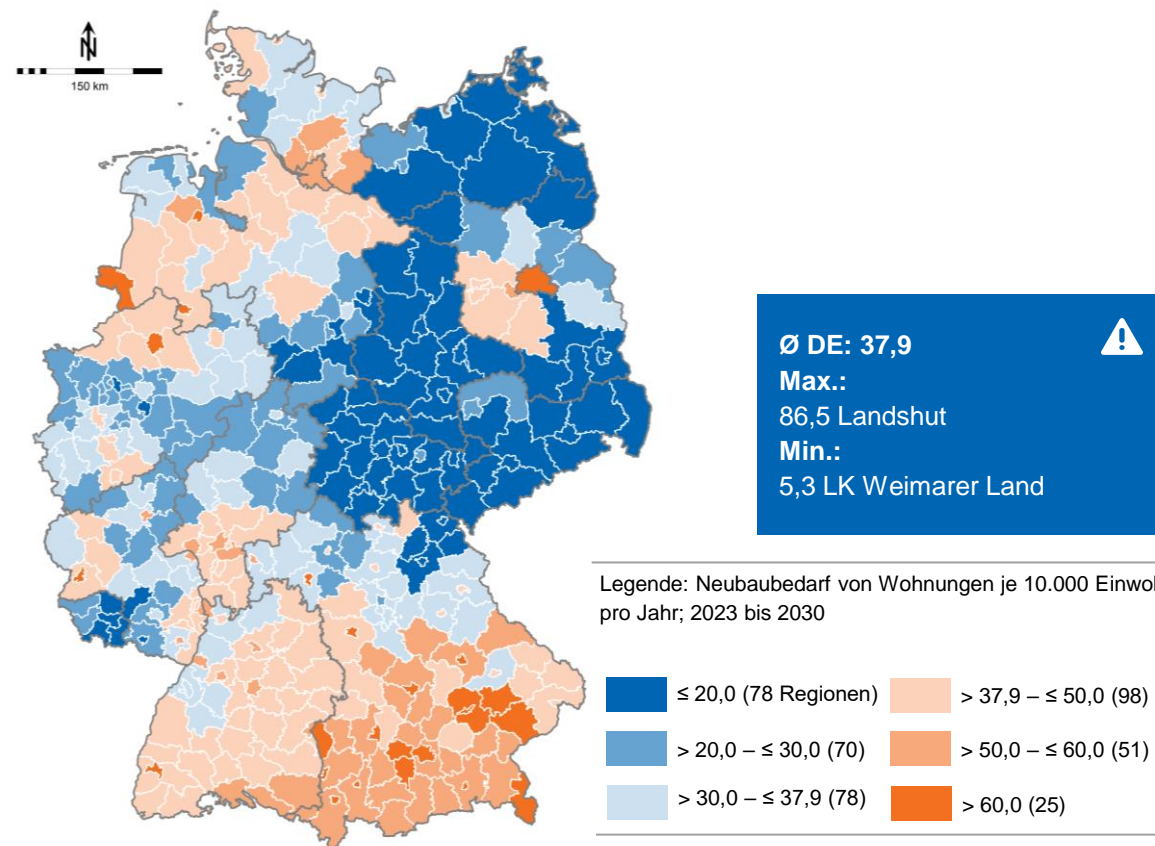 N
150 km
Ø DE: 37,9
Max.:
86,5 Landshut
Min.:
5,3 LK Weimarer Land
Legende: Neubaubedarf von Wohnungen je 10.000 Einwoh
pro Jahr; 2023 bis 2030
≤ 20,0 (78 Regionen)
> 37,9 – ≤ 50,0 (98)
> 20,0 – ≤ 30,0 (70)
> 50,0 – ≤ 60,0 (51)
> 30,0 – ≤ 37,9 (78)
> 60,0 (25)